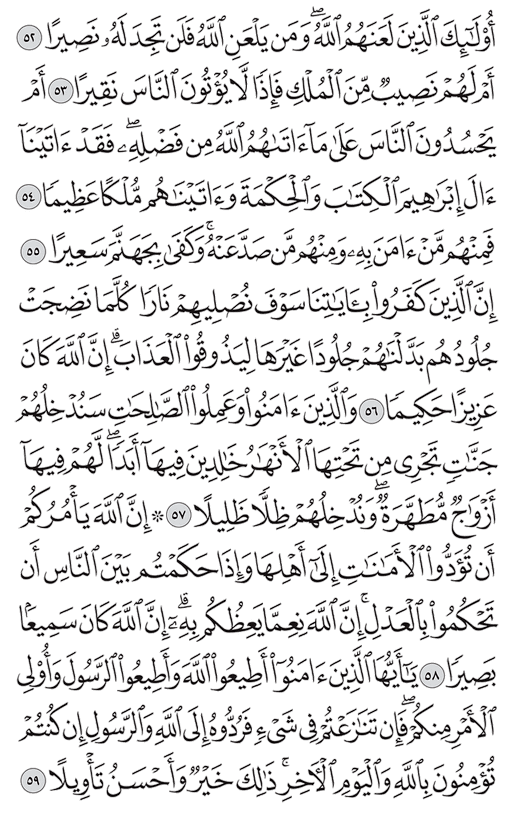 أُوْلَٰٓئِكَ ٱلَّذِينَ لَعَنَهُمُ ٱللَّهُۖ وَمَن يَلْعَنِ ٱللَّهُ فَلَن تَجِدَ لَهُۥ نَصِيرًا ٥٢
أَمْ لَهُمْ نَصِيبٌ مِّنَ ٱلْمُلْكِ فَإِذًا لَّا يُؤْتُونَ ٱلنَّاسَ نَقِيرًا ٥٣ أَمْ
يَحْسُدُونَ ٱلنَّاسَ عَلَىٰ مَآ ءَاتَىٰهُمُ ٱللَّهُ مِن فَضْلِهِۦۖ فَقَدْ ءَاتَيْنَآ
ءَالَ إِبْرَٰهِيمَ ٱلْكِتَٰبَ وَٱلْحِكْمَةَ وَءَاتَيْنَٰهُم مُّلْكًا عَظِيمًا ٥٤
فَمِنْهُم مَّنْ ءَامَنَ بِهِۦ وَمِنْهُم مَّن صَدَّ عَنْهُۚ وَكَفَىٰ بِجَهَنَّمَ سَعِيرًا ٥٥
إِنَّ ٱلَّذِينَ كَفَرُوا۟ بِـَٔايَٰتِنَا سَوْفَ نُصْلِيهِمْ نَارًا كُلَّمَا نَضِجَتْ
جُلُودُهُم بَدَّلْنَٰهُمْ جُلُودًا غَيْرَهَا لِيَذُوقُوا۟ ٱلْعَذَابَۗ إِنَّ ٱللَّهَ كَانَ
عَزِيزًا حَكِيمًا ٥٦ وَٱلَّذِينَ ءَامَنُوا۟ وَعَمِلُوا۟ ٱلصَّٰلِحَٰتِ سَنُدْخِلُهُمْ
جَنَّٰتٍ تَجْرِى مِن تَحْتِهَا ٱلْأَنْهَٰرُ خَٰلِدِينَ فِيهَآ أَبَدًاۖ لَّهُمْ فِيهَآ
أَزْوَٰجٌ مُّطَهَّرَةٌۖ وَنُدْخِلُهُمْ ظِلًّا ظَلِيلًا ٥٧ ۞ إِنَّ ٱللَّهَ يَأْمُرُكُمْ
أَن تُؤَدُّوا۟ ٱلْأَمَٰنَٰتِ إِلَىٰٓ أَهْلِهَا وَإِذَا حَكَمْتُم بَيْنَ ٱلنَّاسِ أَن
تَحْكُمُوا۟ بِٱلْعَدْلِۚ إِنَّ ٱللَّهَ نِعِمَّا يَعِظُكُم بِهِۦٓۗ إِنَّ ٱللَّهَ كَانَ سَمِيعًۢا
بَصِيرًا ٥٨ يَٰٓأَيُّهَا ٱلَّذِينَ ءَامَنُوٓا۟ أَطِيعُوا۟ ٱللَّهَ وَأَطِيعُوا۟ ٱلرَّسُولَ وَأُو۟لِى
ٱلْأَمْرِ مِنكُمْۖ فَإِن تَنَٰزَعْتُمْ فِى شَىْءٍ فَرُدُّوهُ إِلَى ٱللَّهِ وَٱلرَّسُولِ إِن كُنتُمْ
تُؤْمِنُونَ بِٱللَّهِ وَٱلْيَوْمِ ٱلْءَاخِرِۚ ذَٰلِكَ خَيْرٌ وَأَحْسَنُ تَأْوِيلًا ٥٩